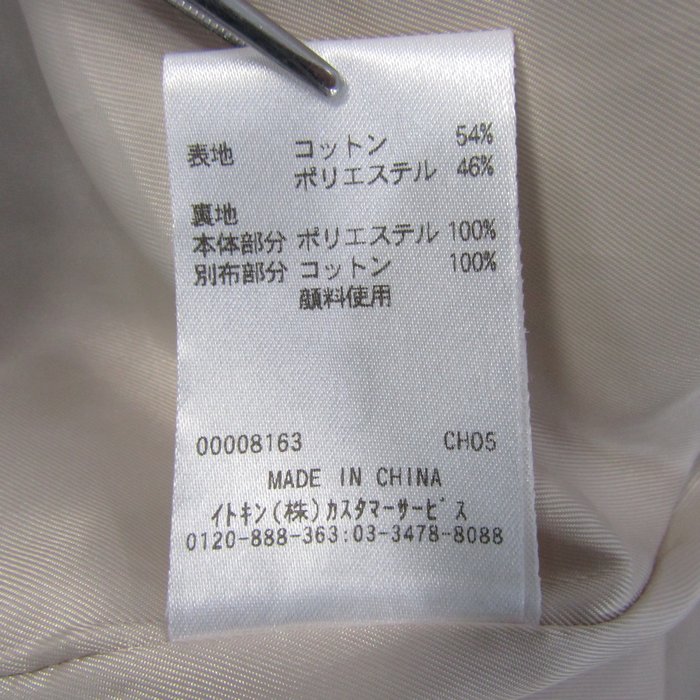 表地 コットン 54%
ポリエステル 46%
裏地
本体部分 ポリエステル 100%
別布部分 コットン 100%
顔料使用
00008163 CH05
MADE IN CHINA
ｲﾄｷﾝ(株)ｶｽﾀﾏｰｻｰﾋﾞｽ
0120-888-363:03-3478-8088